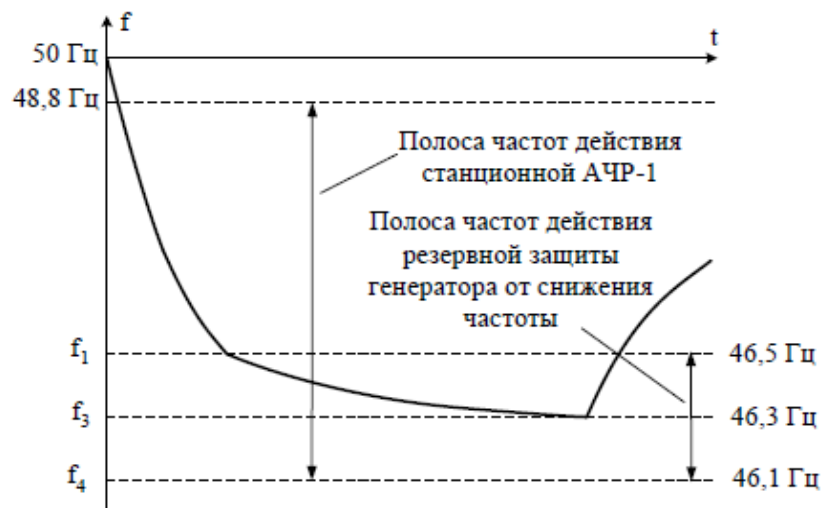 f
t
50 Гц
48,8 Гц
Полоса частот действия
станционной АЧР-1
Полоса частот действия
резервной защиты
генератора от снижения
частоты
f₁
46,5 Гц
f₃
46,3 Гц
f₄
46,1 Гц